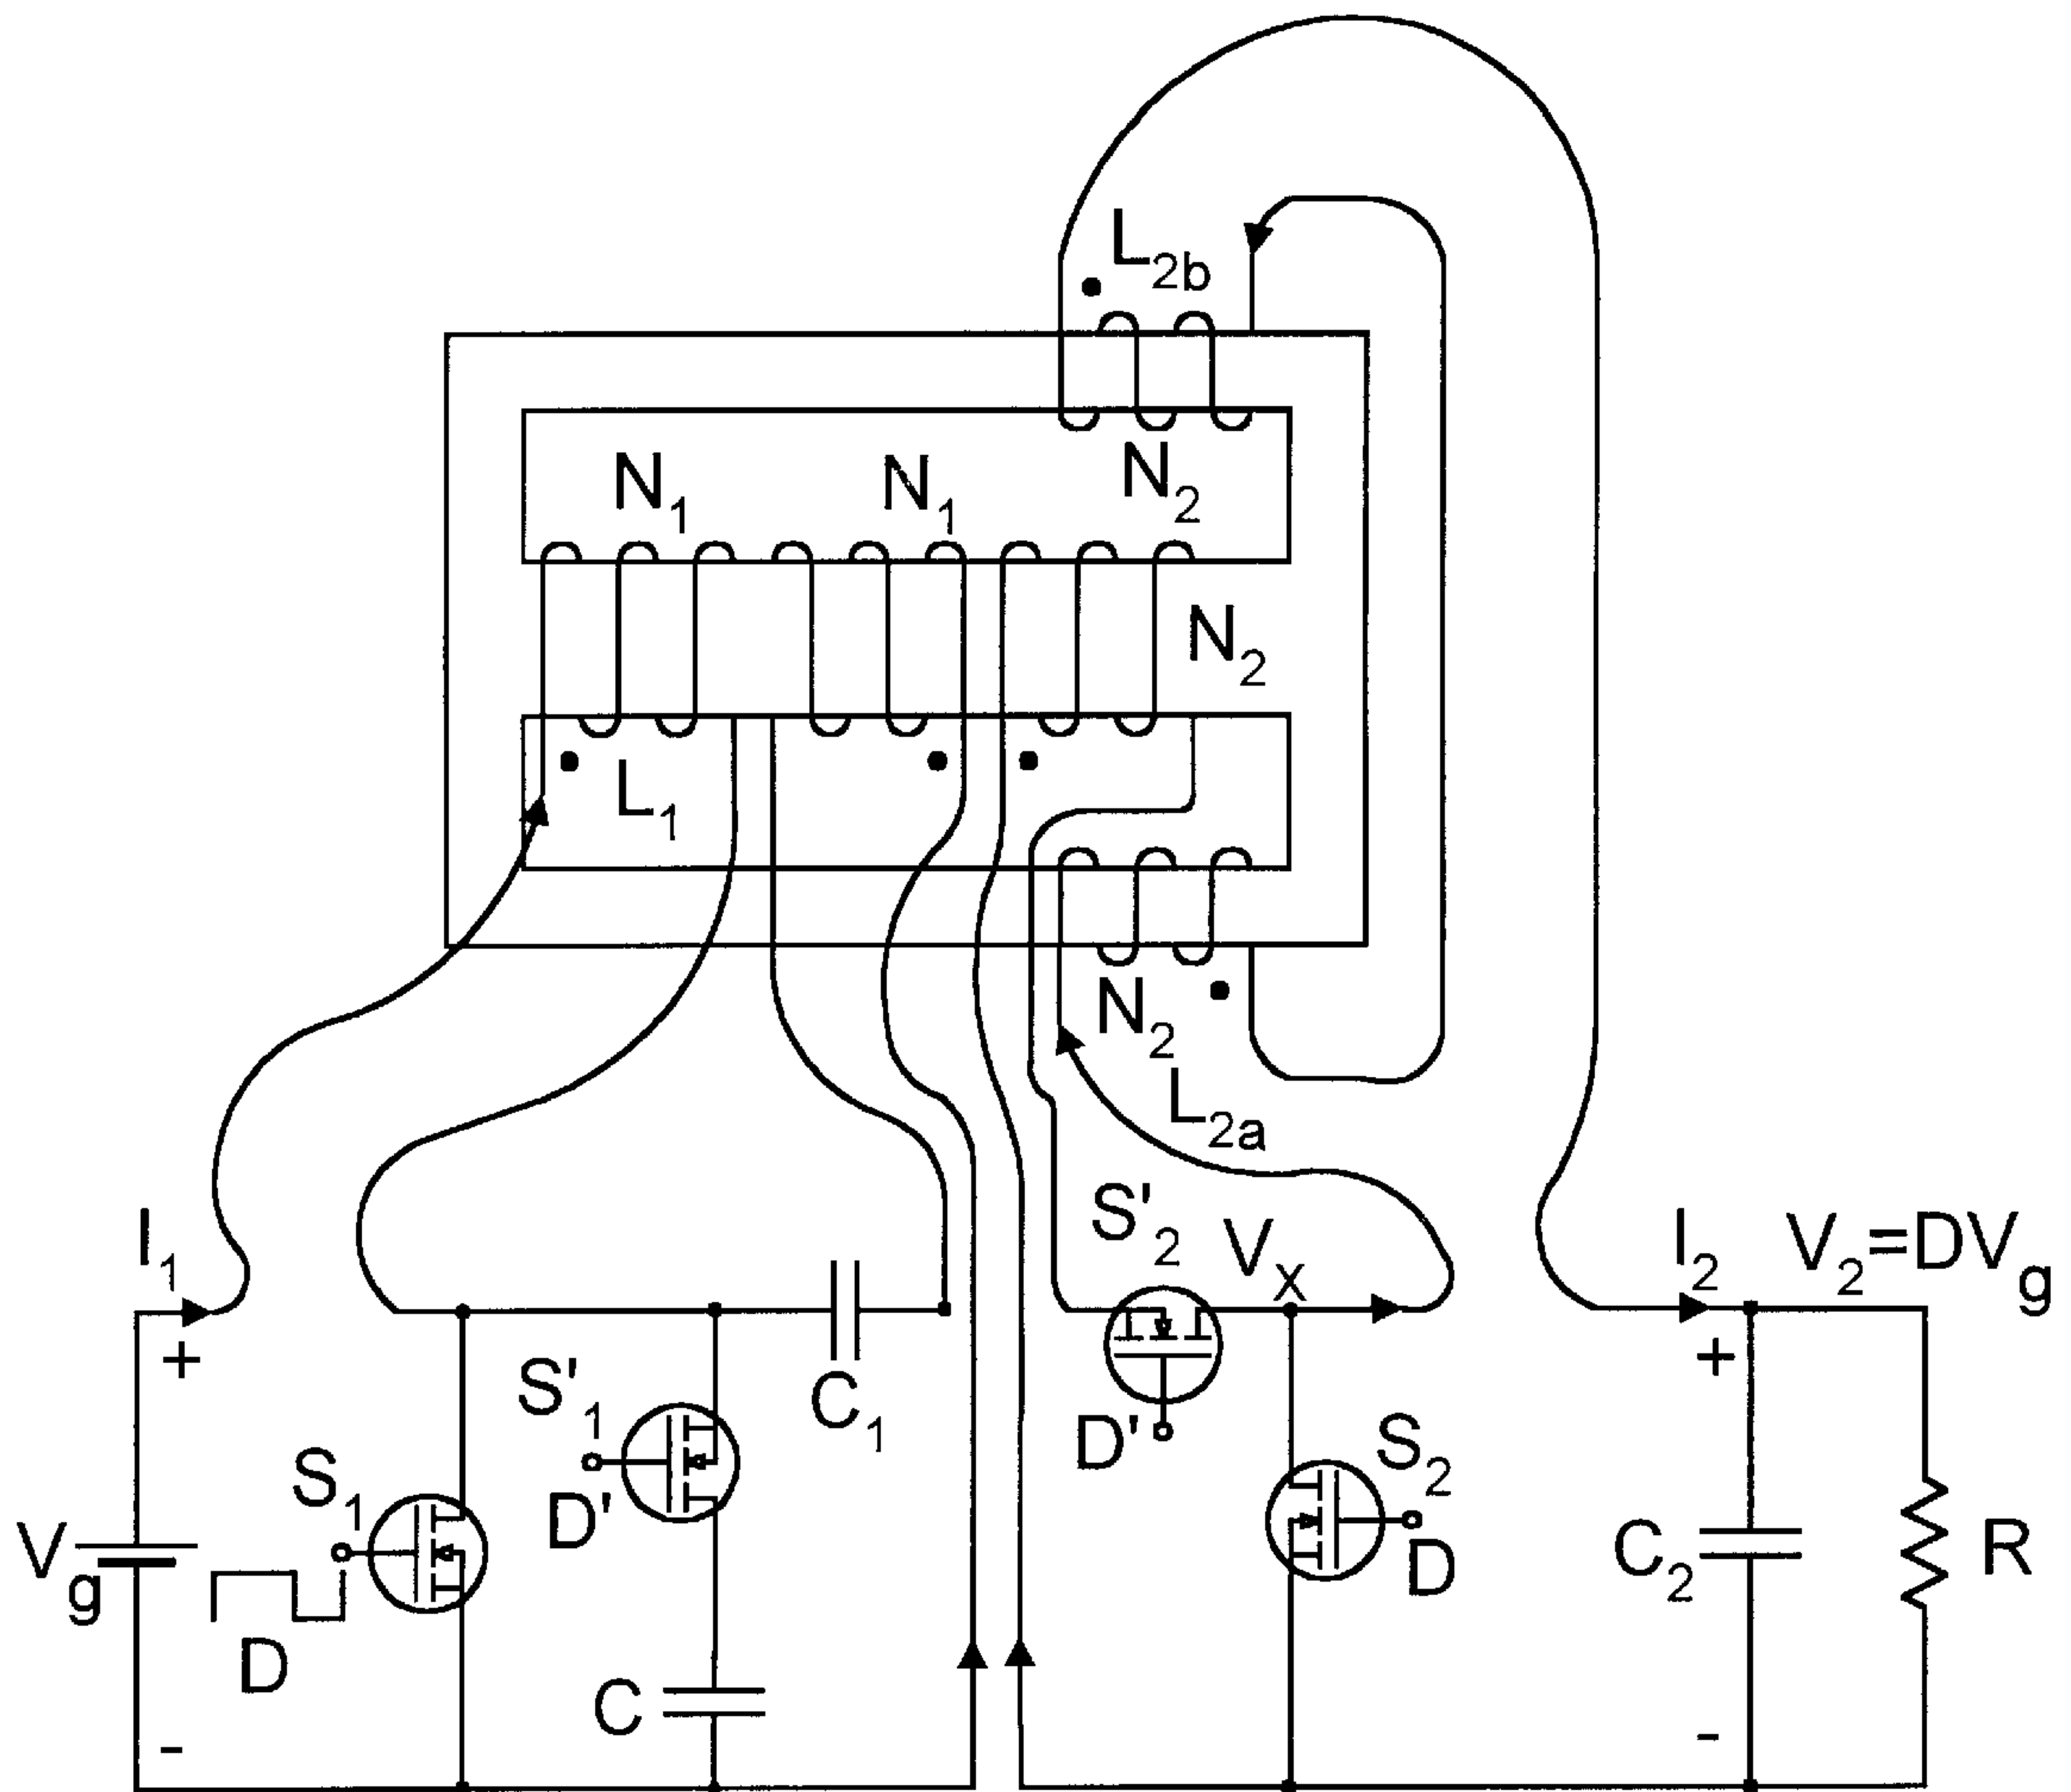 L2b
N1
N1
N2
N2
L1
N2
L2a
I1
+
S'2
VX
I2
V2=DVg
+
S'1
C1
D'
S2
S1
D'
D
Vg
C2
R
D
C
-
-